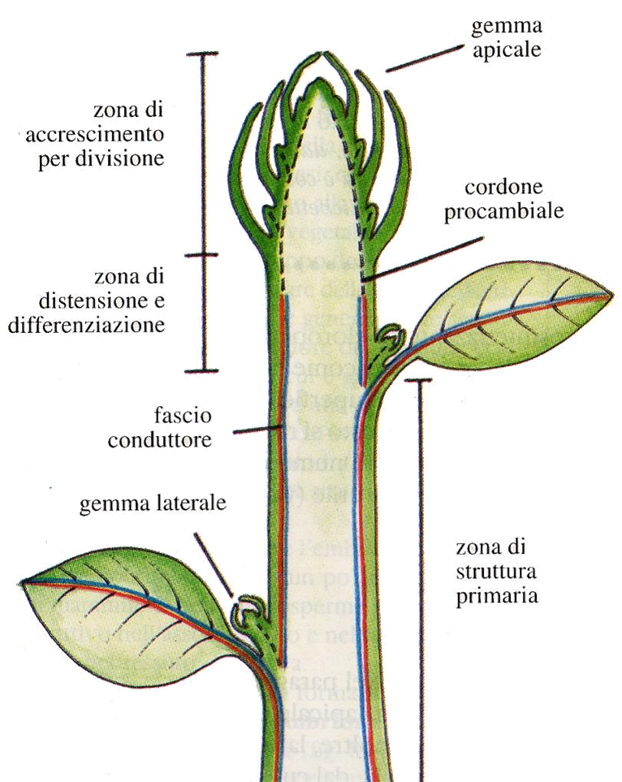 gemma
apicale
zona di
accrescimento
per divisione
cordone
procambiale
zona di
distensione e
differenziazione
fascio
conduttore
gemma laterale
zona di
struttura
primaria